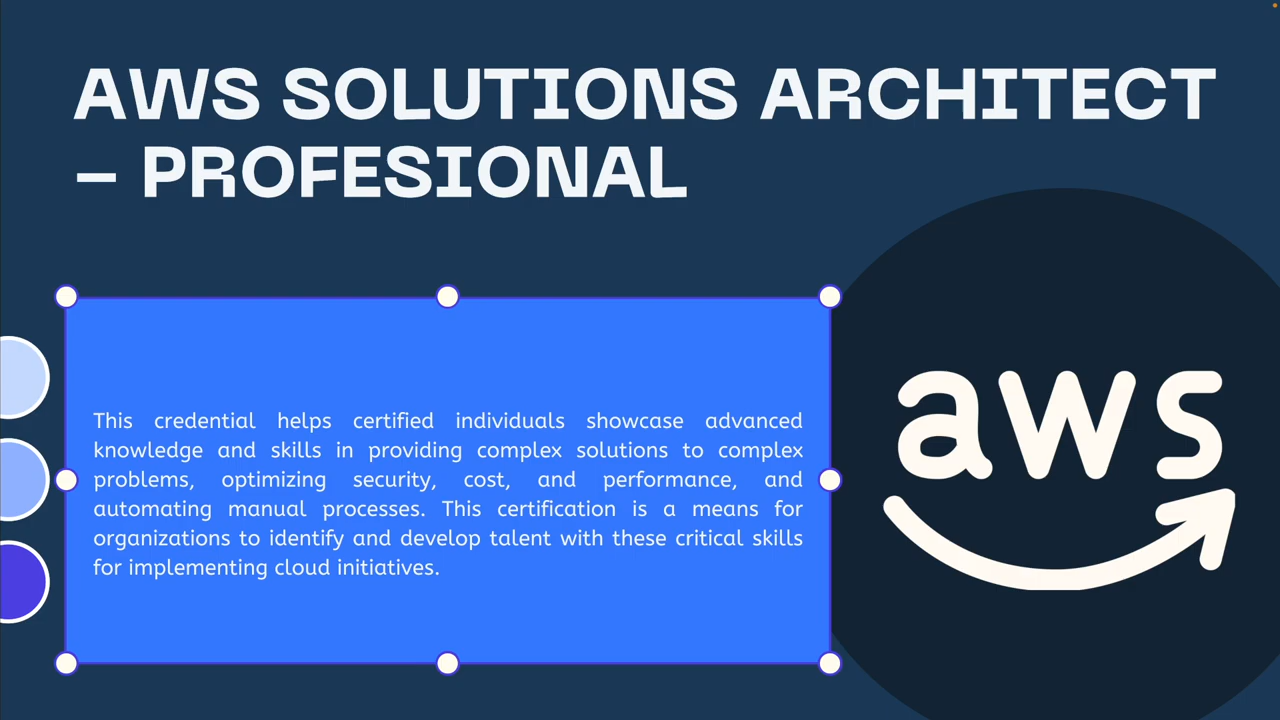 AWS SOLUTIONS ARCHITECT
– PROFESIONAL
This credential helps certified individuals showcase advanced
knowledge and skills in providing complex solutions to complex
problems, optimizing security, cost, and performance, and
automating manual processes. This certification is a means for
organizations to identify and develop talent with these critical skills
for implementing cloud initiatives.
aws